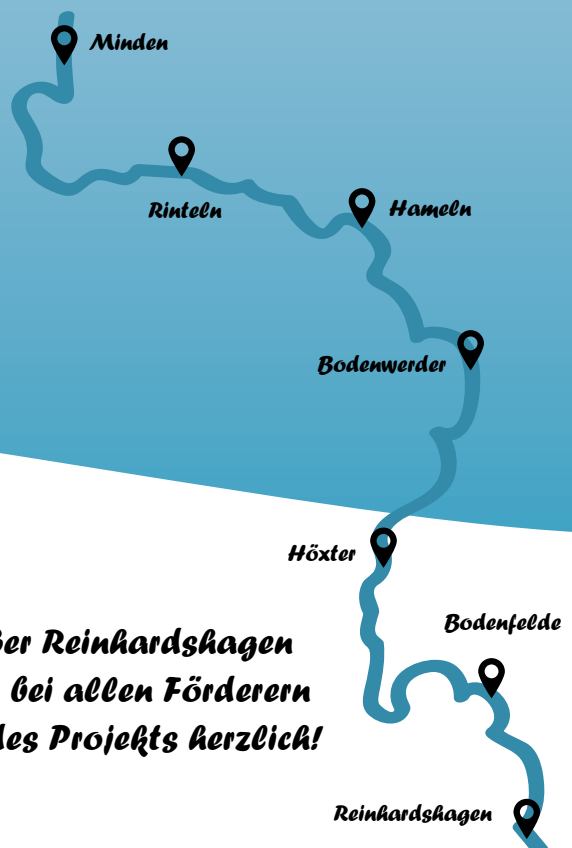 Minden
Rinteln
Hameln
Bodenwerder
Höxter
Bodenfelde
Reinhardshagen
bei allen Förderern
Projekts herzlich!
Reinhardshagen